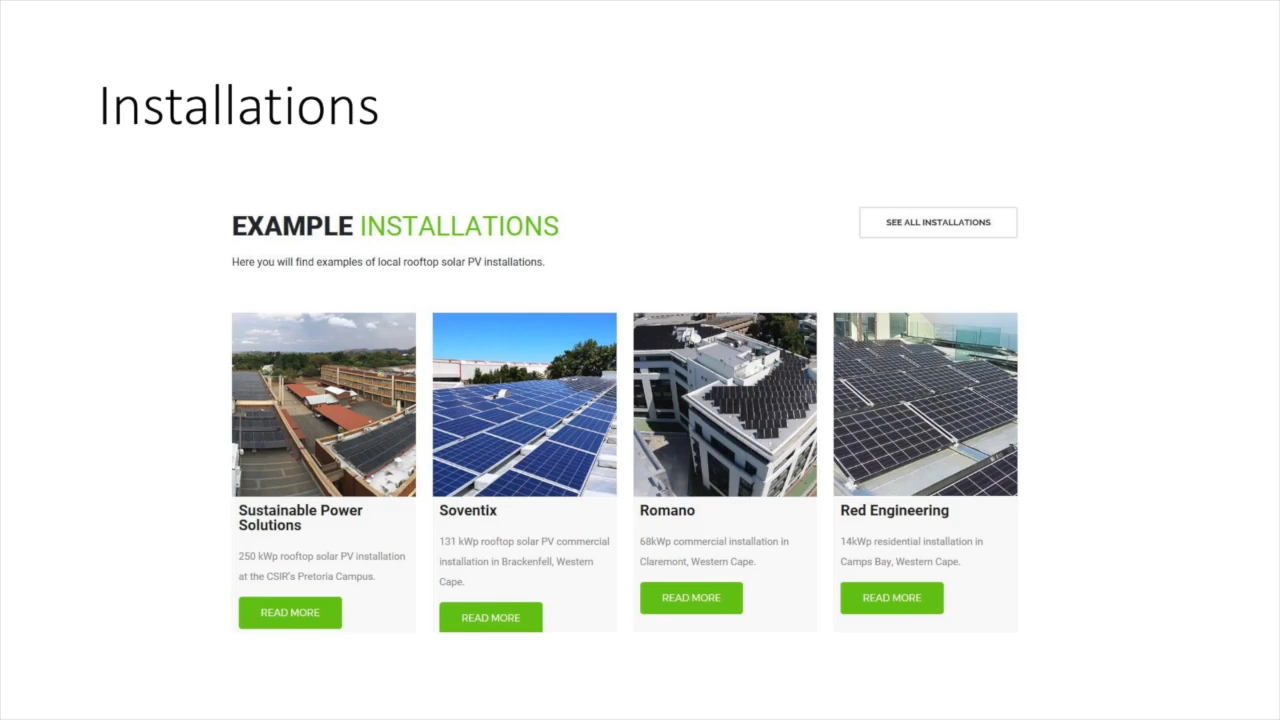 Installations
EXAMPLE INSTALLATIONS
SEE ALL INSTALLATIONS
Here you will find examples of local rooftop solar PV installations.
Sustainable Power
Solutions
250 kWp rooftop solar PV installation
at the CSIR's Pretoria Campus.
READ MORE
Soventix
131 kWp rooftop solar PV commercial
installation in Brackenfell, Western
Cape.
READ MORE
Romano
68kWp commercial installation in
Claremont, Western Cape.
READ MORE
Red Engineering
14kWp residential installation in
Camps Bay, Western Cape.
READ MORE